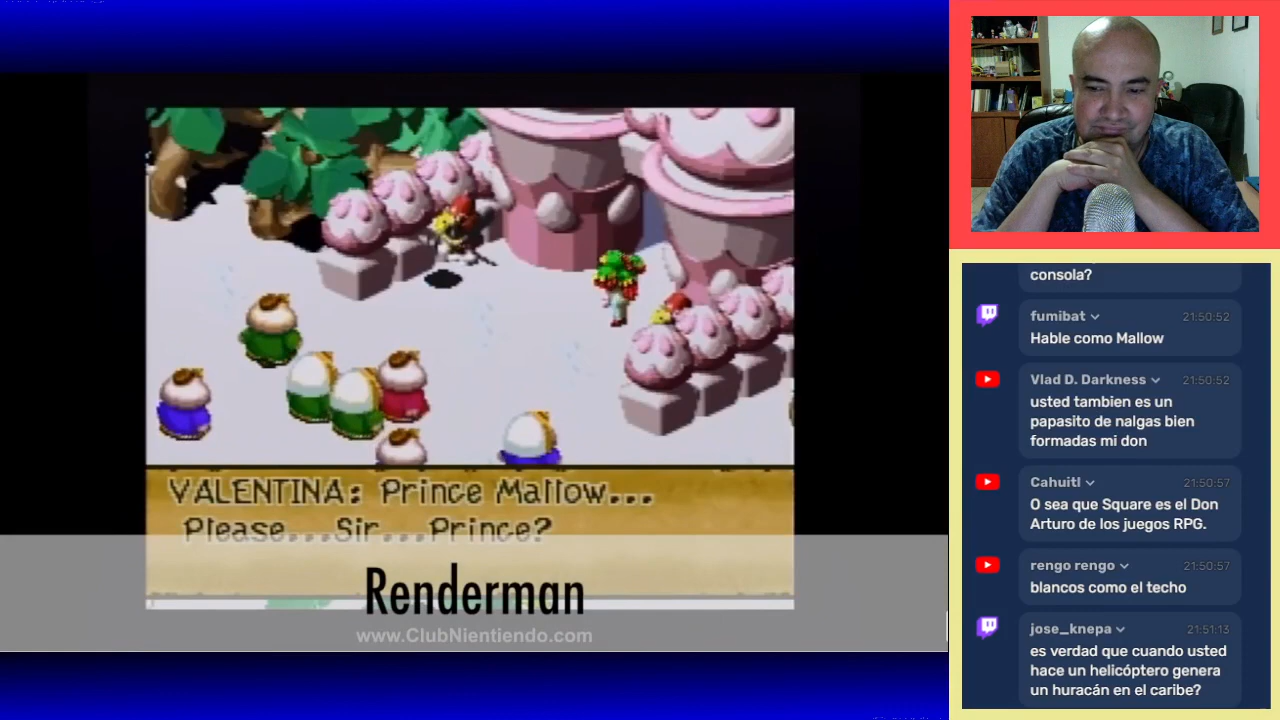 VALENTINA: Prince Mallow...
Please...Sir...Prince?
Renderman
www.ClubNientiendo.com
consola?
fumibat 21:50:52
Hable como Mallow
Vlad D. Darkness 21:50:52
usted tambien es un
papasito de nalgas bien
formadas mi don
Cahuitl 21:50:57
O sea que Square es el Don
Arturo de los juegos RPG.
rengo rengo 21:50:57
blancos como el techo
jose_knepa 21:51:13
es verdad que cuando usted
hace un helicóptero genera
un huracán en el caribe?